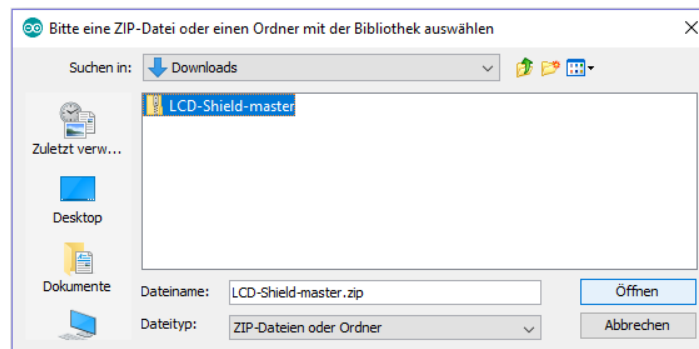 Bitte eine ZIP-Datei oder einen Ordner mit der Bibliothek auswählen
Suchen in:
Downloads
LCD-Shield-master
Zuletzt verw...
Desktop
Dokumente
Dateiname:
LCD-Shield-master.zip
Öffnen
Dateityp:
ZIP-Dateien oder Ordner
Abbrechen